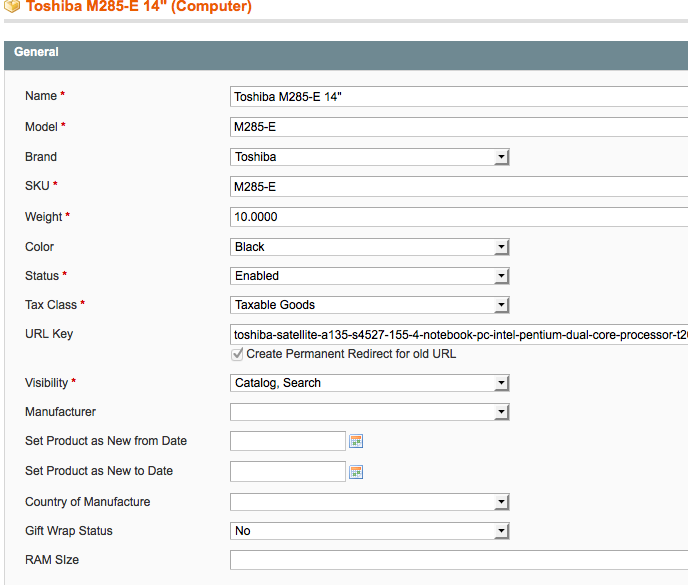 Toshiba M285-E 14" (Computer)
General
Name * Toshiba M285-E 14"
Model * M285-E
Brand Toshiba
SKU * M285-E
Weight * 10.0000
Color Black
Status * Enabled
Tax Class * Taxable Goods
URL Key toshiba-satellite-a135-s4527-155-4-notebook-pc-intel-pentium-dual-core-processor-t20
Create Permanent Redirect for old URL
Visibility * Catalog, Search
Manufacturer
Set Product as New from Date
Set Product as New to Date
Country of Manufacture
Gift Wrap Status No
RAM SIze